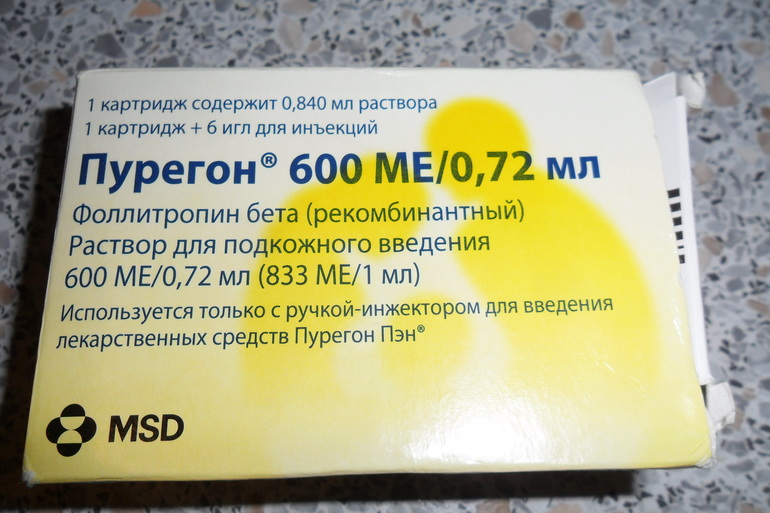 1 картридж содержит 0,840 мл раствора
1 картридж + 6 игл для инъекций
Пурегон® 600 МЕ/0,72 мл
Фоллитропин бета (рекомбинантный)
Раствор для подкожного введения
600 МЕ/0,72 мл (833 МЕ/1 мл)
Используется только с ручкой-инжектором для введения
лекарственных средств Пурегон Пэн®
MSD